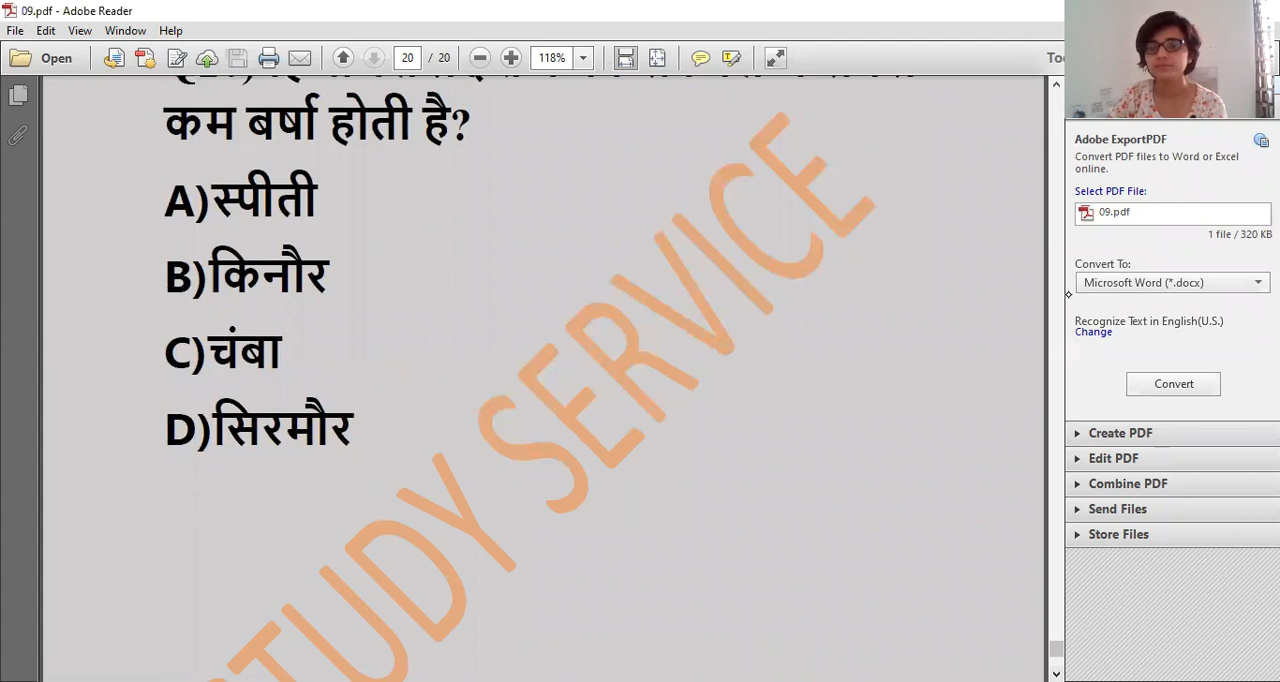 09.pdf - Adobe Reader
File Edit View Window Help
Open 20 / 20 118%
कम बर्षा होती है?
A)स्पीती
B)किनौर
C)चंबा
D)सिरमौर
STUDY SERVICE
Adobe ExportPDF
Convert PDF files to Word or Excel
online.
Select PDF File:
09.pdf
1 file / 320 KB
Convert To:
Microsoft Word (*.docx)
Recognize Text in English(U.S.)
Change
Convert
Create PDF
Edit PDF
Combine PDF
Send Files
Store Files